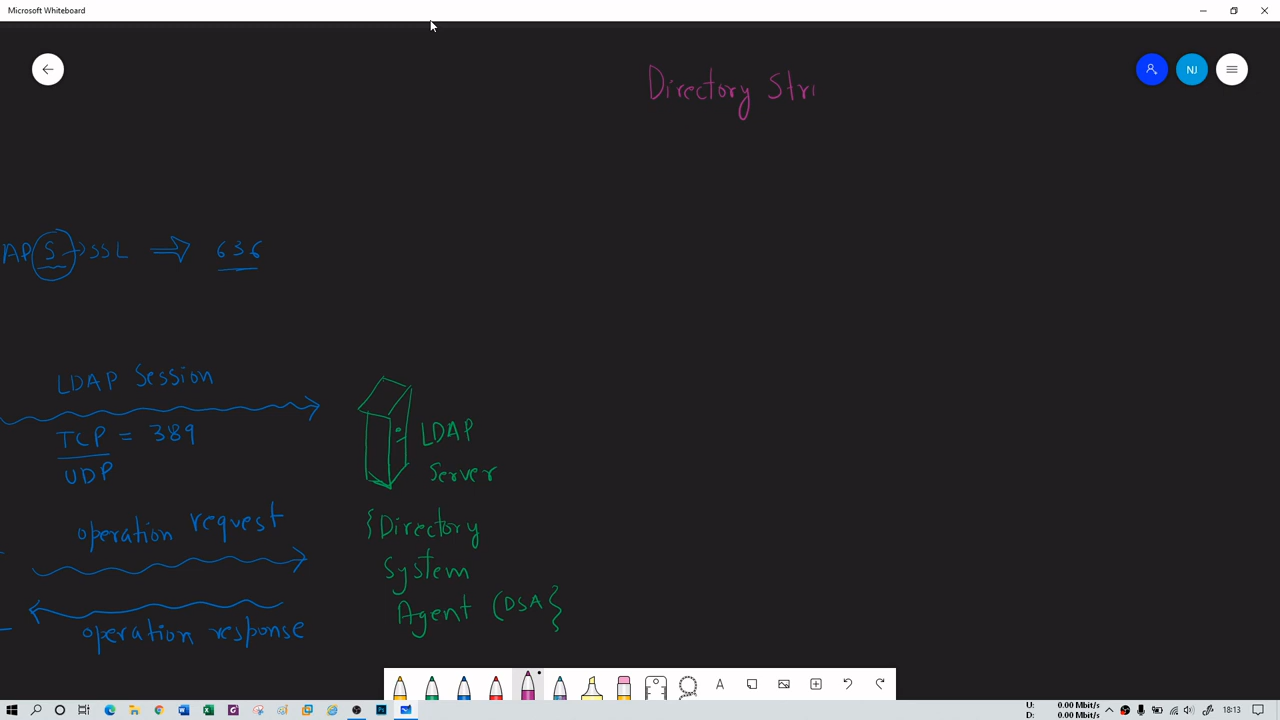 Microsoft Whiteboard
Directory Str
NJ
AP S → SSL ⇒ 636
LDAP Session
TCP = 389
UDP
LDAP
Server
operation request
{Directory
System
Agent (DSA}
operation response
A
U: 0.00 Mbit/s
D: 0.00 Mbit/s
18:13